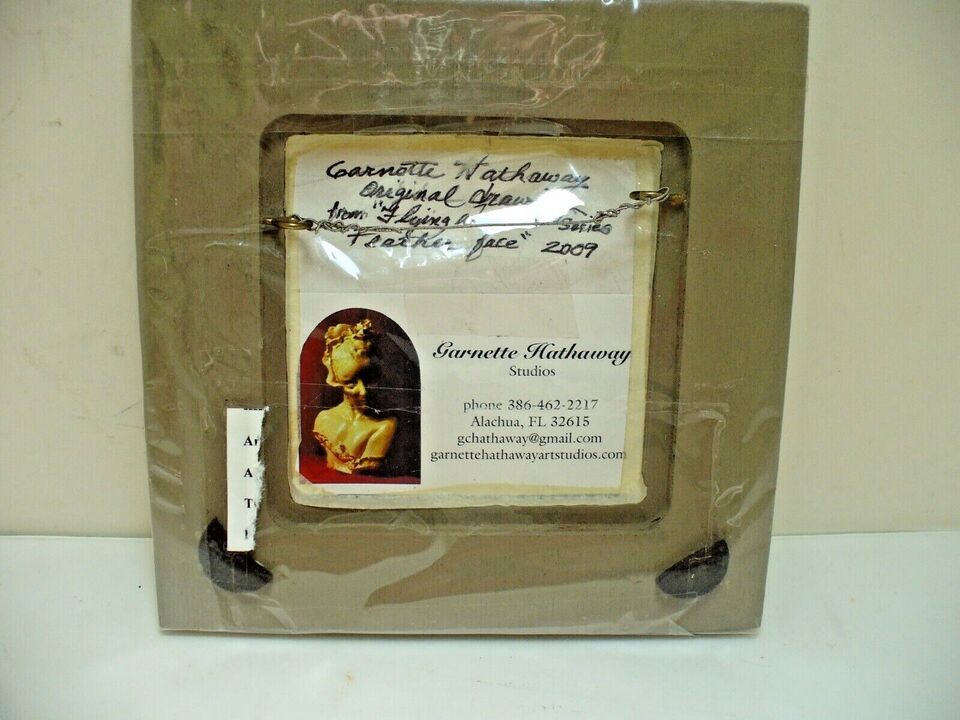 Garnette Hathaway
Original
from "Flying Series
Feather face" 2009
Garnette Hathaway
Studios
phone 386-462-2217
Alachua, FL 32615
gchathaway@gmail.com
garnettehathawayartstudios.com
A